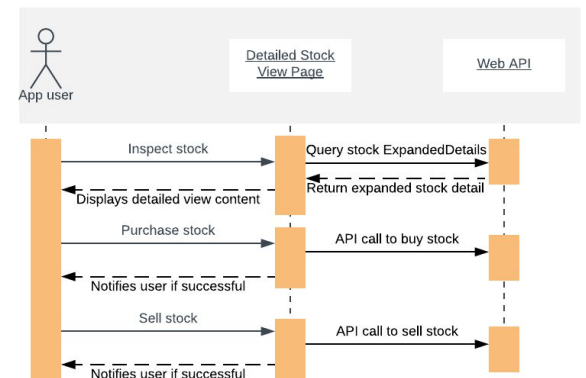 Detailed Stock
View Page
Web API
App user
Inspect stock
Query stock ExpandedDetails
Return expanded stock detail
Displays detailed view content
Purchase stock
API call to buy stock
Notifies user if successful
Sell stock
API call to sell stock
Notifies user if successful